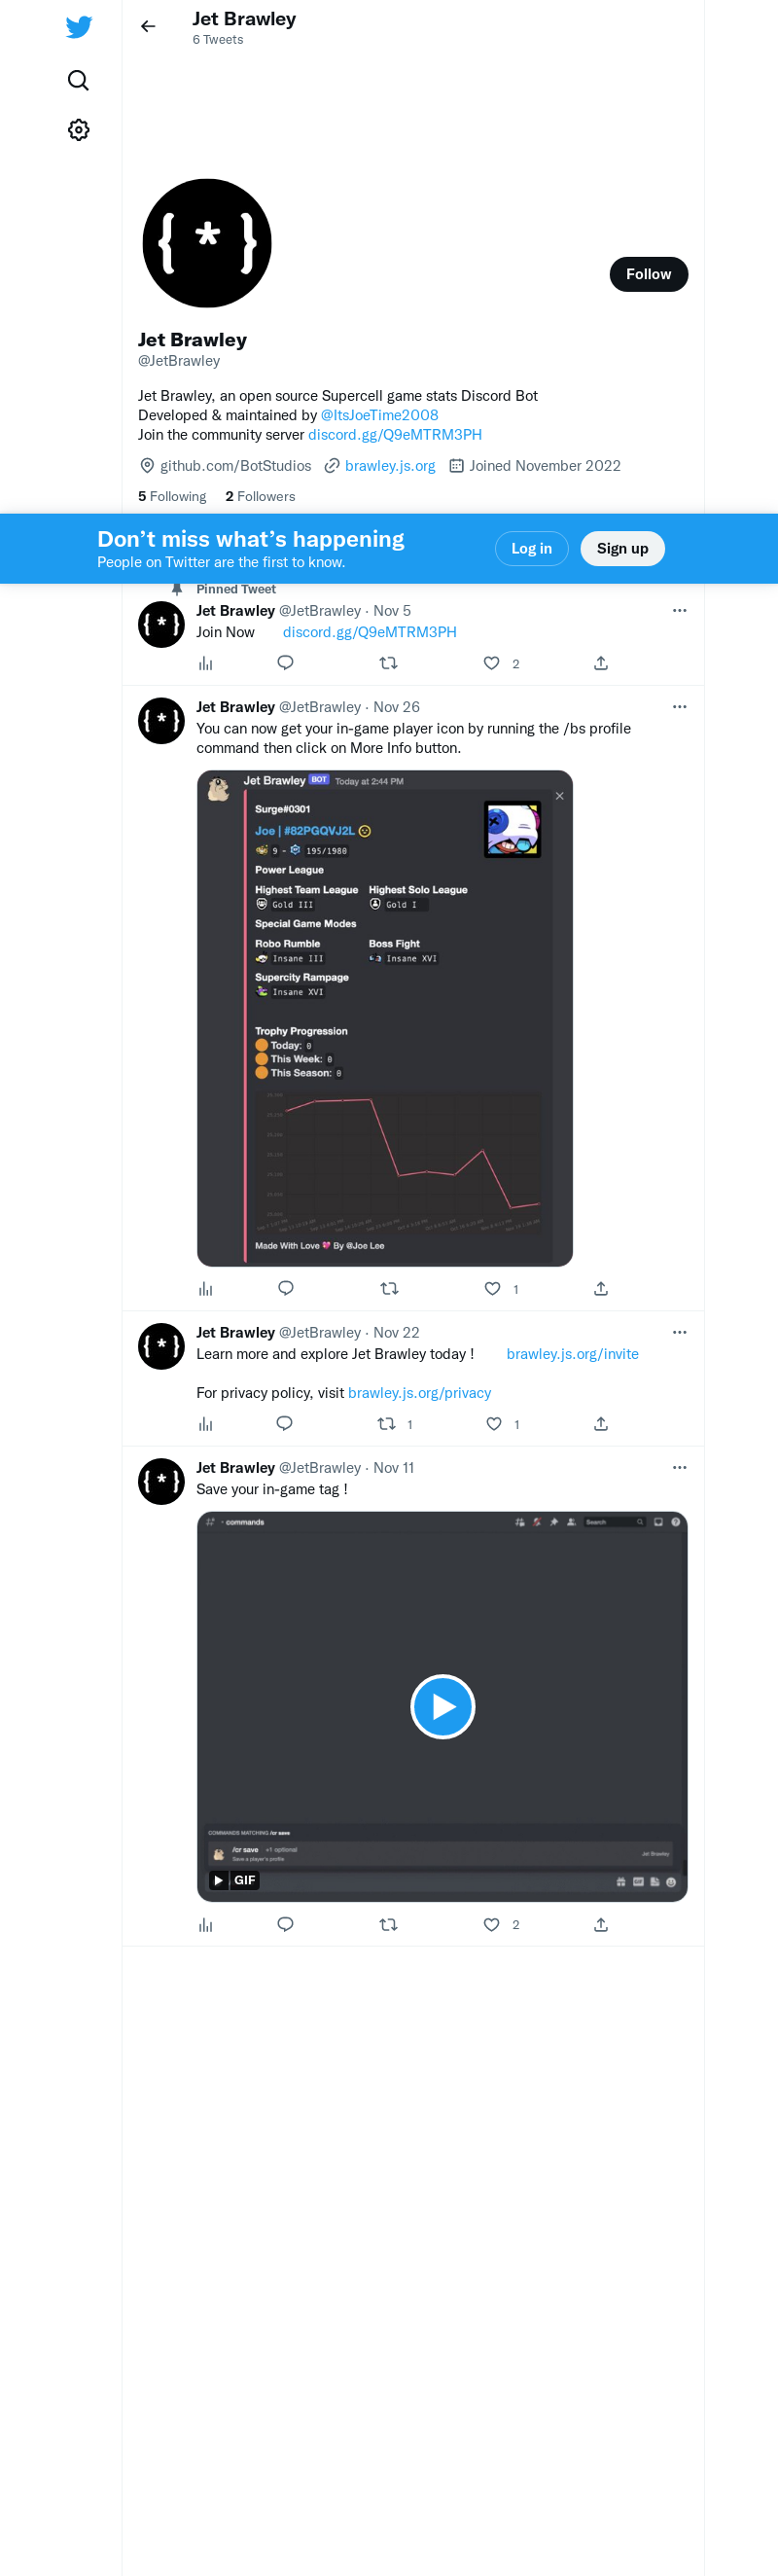 Jet Brawley
6 Tweets
{ * }
Follow
Jet Brawley
@JetBrawley
Jet Brawley, an open source Supercell game stats Discord Bot
Developed & maintained by @ItsJoeTime2008
Join the community server discord.gg/Q9eMTRM3PH
github.com/BotStudios brawley.js.org Joined November 2022
5 Following 2 Followers
Don’t miss what’s happening
People on Twitter are the first to know.
Log in
Sign up
Pinned Tweet
{ * }
Jet Brawley @JetBrawley · Nov 5
Join Now discord.gg/Q9eMTRM3PH
2
{ * }
Jet Brawley @JetBrawley · Nov 26
You can now get your in-game player icon by running the /bs profile
command then click on More Info button.
Jet Brawley BOT Today at 2:44 PM
Surge#0301
Joe | #82PGQVJ2L
9 - 195/1980
Power League
Highest Team League Highest Solo League
Gold III Gold I
Special Game Modes
Robo Rumble Boss Fight
Insane III Insane XVI
Supercity Rampage
Insane XVI
Trophy Progression
Today: 0
This Week: 0
This Season: 0
Made With Love 💖 By @Joe Lee
1
{ * }
Jet Brawley @JetBrawley · Nov 22
Learn more and explore Jet Brawley today ! brawley.js.org/invite
For privacy policy, visit brawley.js.org/privacy
1 1
{ * }
Jet Brawley @JetBrawley · Nov 11
Save your in-game tag !
commands
Search
COMMANDS MATCHING /cr save
/cr save +1 optional
Save a player's profile
Jet Brawley
GIF
GIF
2